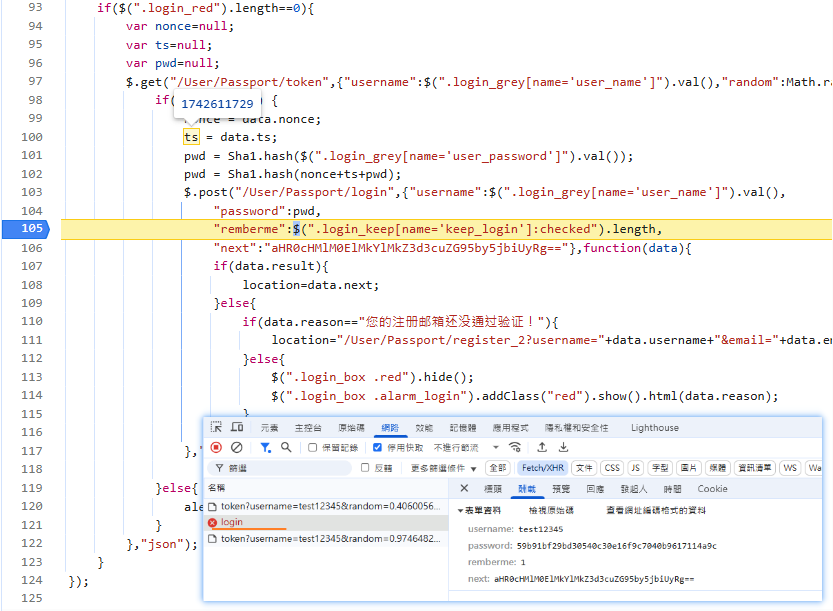 93 if($(".login_red").length==0){
94 var nonce=null;
95 var ts=null;
96 var pwd=null;
97 $.get("/User/Passport/token",{"username":$(".login_grey[name='user_name']").val(),"random":Math.ra
98 if( ) {
1742611729
99 nonce = data.nonce;
100 ts = data.ts;
101 pwd = Sha1.hash($(".login_grey[name='user_password']").val());
102 pwd = Sha1.hash(nonce+ts+pwd);
103 $.post("/User/Passport/login",{"username":$(".login_grey[name='user_name']").val(),
104 "password":pwd,
105 "remberme":$(".login_keep[name='keep_login']:checked").length,
106 "next":"aHR0cHMlM0ElMkYlMkZ3d3cuZG95by5jbiUyRg=="},function(data){
107 if(data.result){
108 location=data.next;
109 }else{
110 if(data.reason=="您的注册邮箱还没通过验证！"){
111 location="/User/Passport/register_2?username="+data.username+"&email="+data.em
112 }else{
113 $(".login_box .red").hide();
114 $(".login_box .alarm_login").addClass("red").show().html(data.reason);
115 }
116
117 },"
118
119 }else{
120 ale
121 }
122 },"json");
123 }
124 });
125
元素 主控台 原始碼 網路 效能 記憶體 應用程式 隱私權和安全性 Lighthouse
保留記錄 停用快取 不進行節流
篩選 反轉 更多篩選條件 全部 Fetch/XHR 文件 CSS JS 字型 圖片 媒體 資訊清單 WS Wa
名稱
token?username=test12345&random=0.4060056...
login
token?username=test12345&random=0.9746482...
標頭 酬載 預覽 回應 發起人 時間 Cookie
表單資料 檢視原始碼 查看網址編碼格式的資料
username: test12345
password: 59b91bf29bd30540c30e16f9c7040b9617114a9c
remberme: 1
next: aHR0cHMlM0ElMkYlMkZ3d3cuZG95by5jbiUyRg==